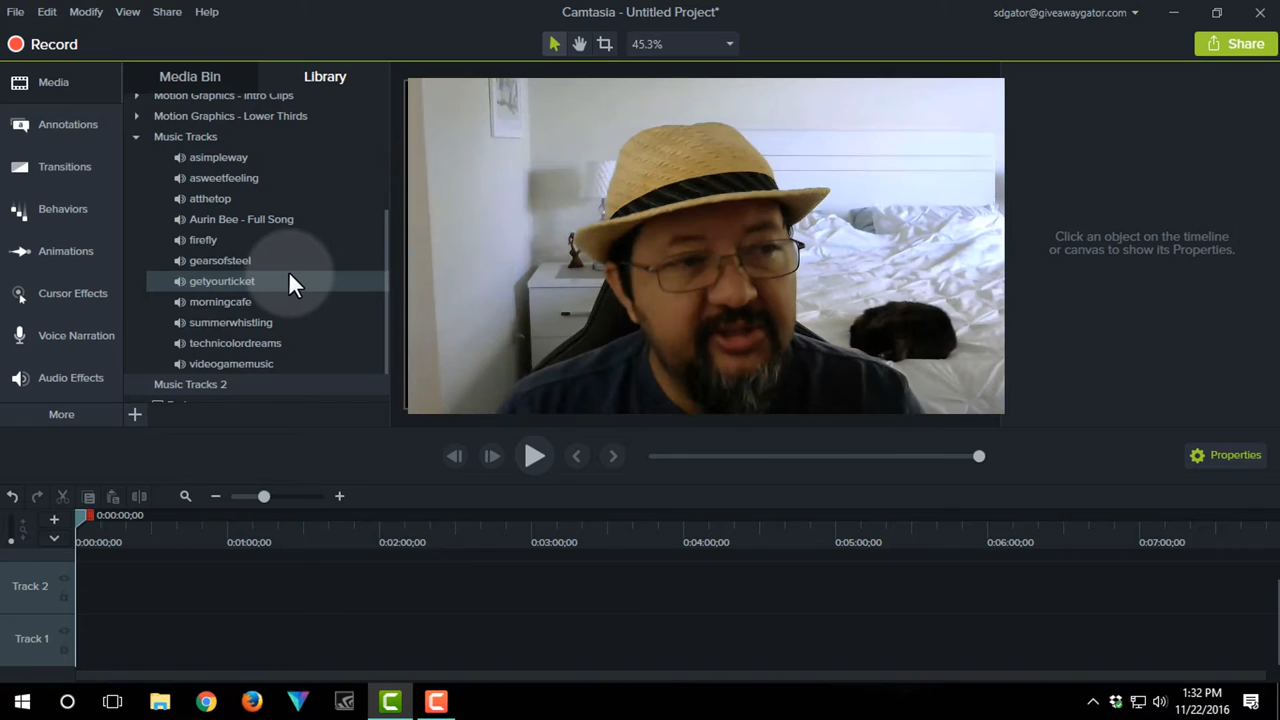 File Edit Modify View Share Help
Camtasia - Untitled Project*
sdgator@giveawaygator.com
Record
45.3%
Share
Media
Annotations
Transitions
Behaviors
Animations
Cursor Effects
Voice Narration
Audio Effects
More
Media Bin
Library
Motion Graphics - Intro Clips
Motion Graphics - Lower Thirds
Music Tracks
asimpleway
asweetfeeling
atthetop
Aurin Bee - Full Song
firefly
gearsofsteel
getyourticket
morningcafe
summerwhistling
technicolordreams
videogamemusic
Music Tracks 2
Click an object on the timeline
or canvas to show its Properties.
Properties
0:00:00;00
0:00:00;00 0:01:00;00 0:02:00;00 0:03:00;00 0:04:00;00 0:05:00;00 0:06:00;00 0:07:00;00
Track 2
Track 1
1:32 PM
11/22/2016